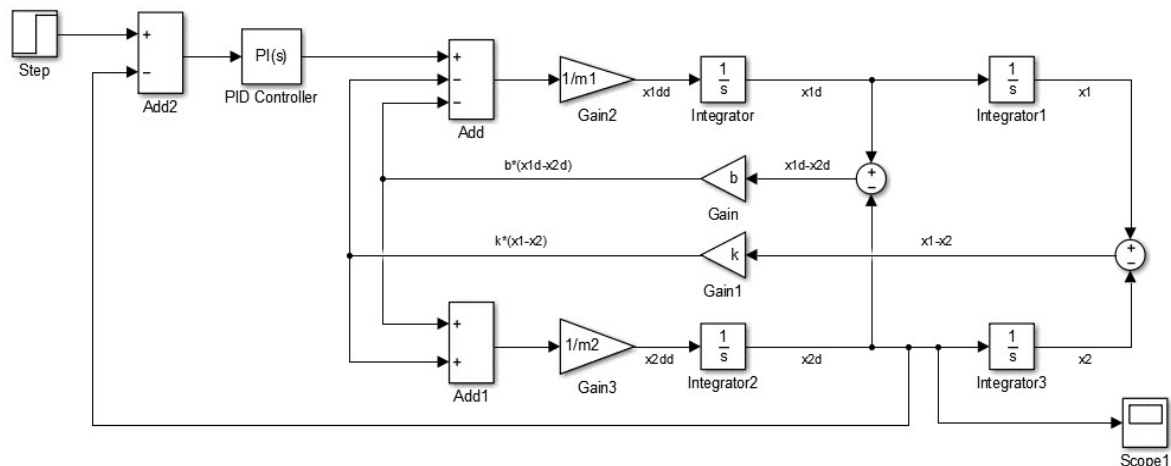 Step
+
−
Add2
PI(s)
PID Controller
+
−
−
Add
1/m1
Gain2
x1dd
1
s
Integrator
x1d
1
s
Integrator1
x1
b*(x1d-x2d)
b
Gain
x1d-x2d
+
−
k*(x1-x2)
k
Gain1
x1-x2
+
−
+
+
Add1
1/m2
Gain3
x2dd
1
s
Integrator2
x2d
1
s
Integrator3
x2
Scope1